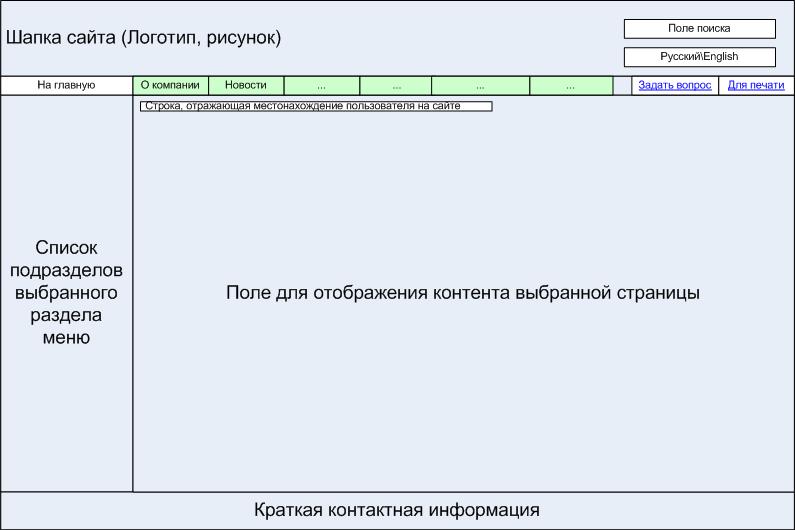 Шапка сайта (Логотип, рисунок)
Поле поиска
Русский\English
На главную
О компании
Новости
...
...
...
...
Задать вопрос
Для печати
Строка, отражающая местонахождение пользователя на сайте
Список
подразделов
выбранного
раздела
меню
Поле для отображения контента выбранной страницы
Краткая контактная информация